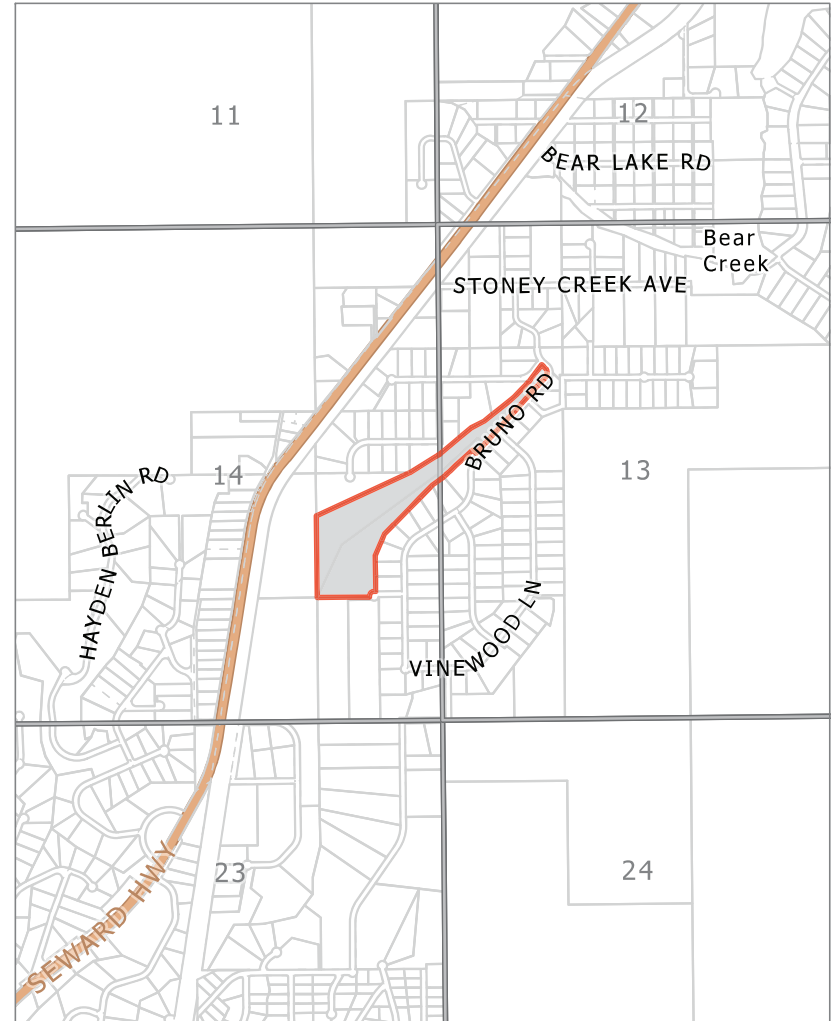 11
12
BEAR LAKE RD
Bear
Creek
STONEY CREEK AVE
BRUNO RD
14
13
HAYDEN BERLIN RD
VINEWOOD LN
23
24
SEWARD HWY